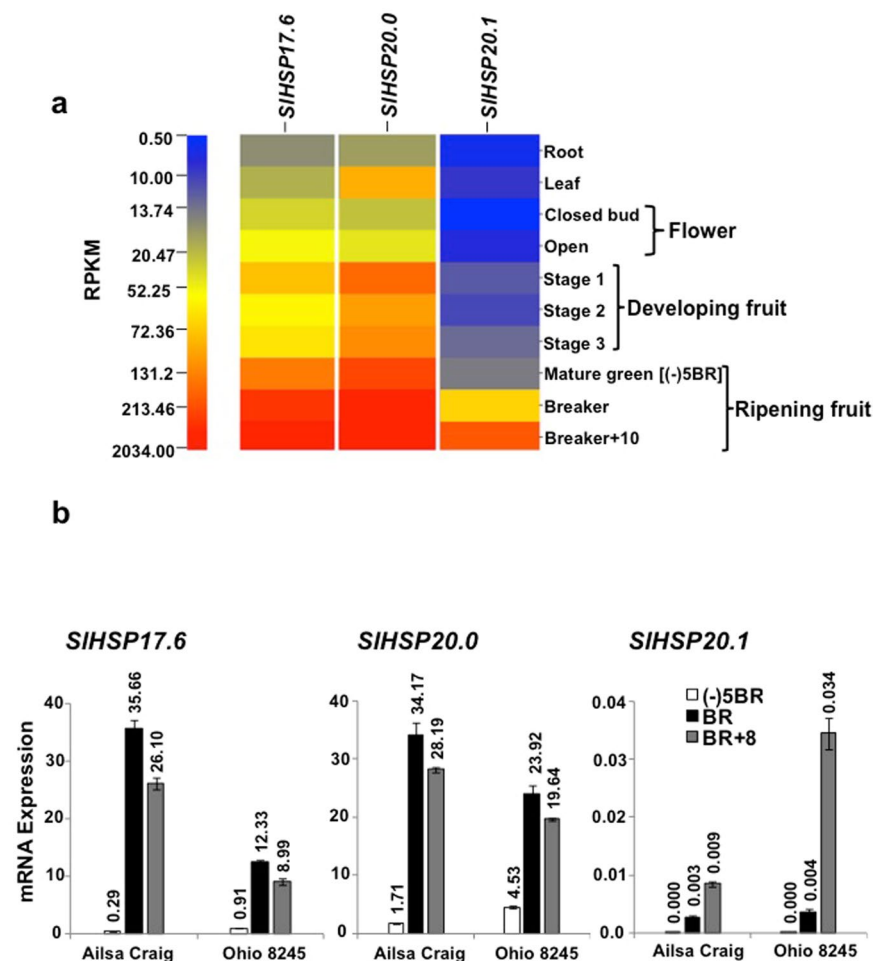 a
SlHSP17.6
SlHSP20.0
SlHSP20.1
RPKM
0.50
10.00
13.74
20.47
52.25
72.36
131.2
213.46
2034.00
Root
Leaf
Closed bud
Open
Flower
Stage 1
Stage 2
Stage 3
Developing fruit
Mature green [(-)5BR]
Breaker
Breaker+10
Ripening fruit
b
SlHSP17.6
mRNA Expression
40
30
20
10
0
0.29
35.66
26.10
0.91
12.33
8.99
Ailsa Craig
Ohio 8245
SlHSP20.0
40
30
20
10
0
1.71
34.17
28.19
4.53
23.92
19.64
Ailsa Craig
Ohio 8245
SlHSP20.1
(-)5BR
BR
BR+8
0.04
0.03
0.02
0.01
0.0
0.000
0.003
0.009
0.000
0.004
0.034
Ailsa Craig
Ohio 8245